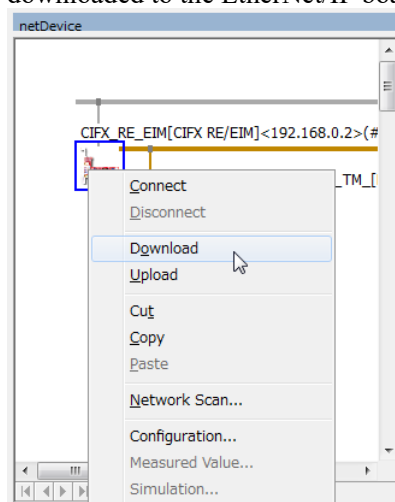 downloaded to the EtherNet/IP boa
netDevice
CIFX_RE_EIM[CIFX RE/EIM]<192.168.0.2>(#
_TM_[
Connect
Disconnect
Download
Upload
Cut
Copy
Paste
Network Scan...
Configuration...
Measured Value...
Simulation...